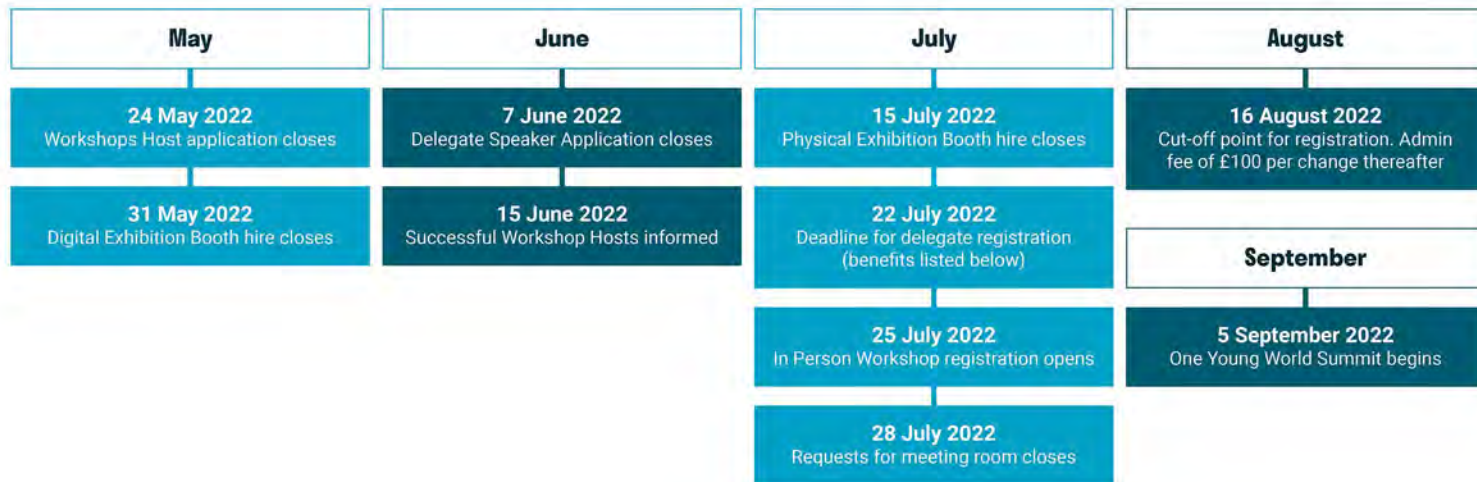 May
24 May 2022
Workshops Host application closes
31 May 2022
Digital Exhibition Booth hire closes
June
7 June 2022
Delegate Speaker Application closes
15 June 2022
Successful Workshop Hosts informed
July
15 July 2022
Physical Exhibition Booth hire closes
22 July 2022
Deadline for delegate registration
(benefits listed below)
25 July 2022
In Person Workshop registration opens
28 July 2022
Requests for meeting room closes
August
16 August 2022
Cut-off point for registration. Admin
fee of £100 per change thereafter
September
5 September 2022
One Young World Summit begins